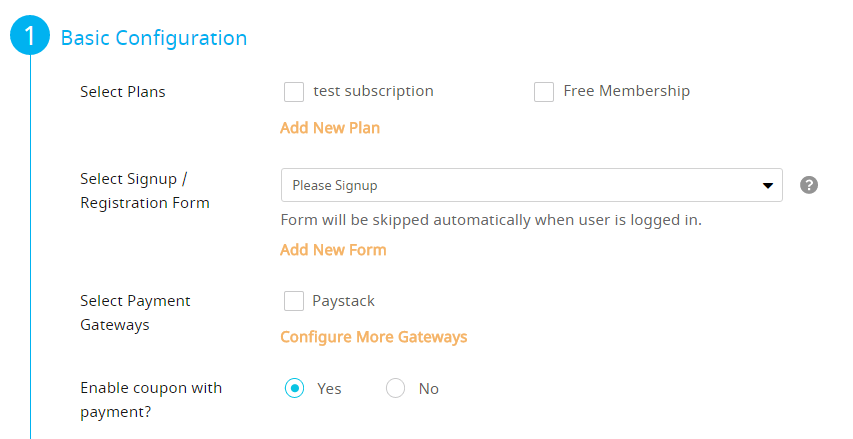 1 Basic Configuration
Select Plans
test subscription Free Membership
Add New Plan
Select Signup /
Registration Form
Please Signup ?
Form will be skipped automatically when user is logged in.
Add New Form
Select Payment
Gateways
Paystack
Configure More Gateways
Enable coupon with
payment?
Yes No